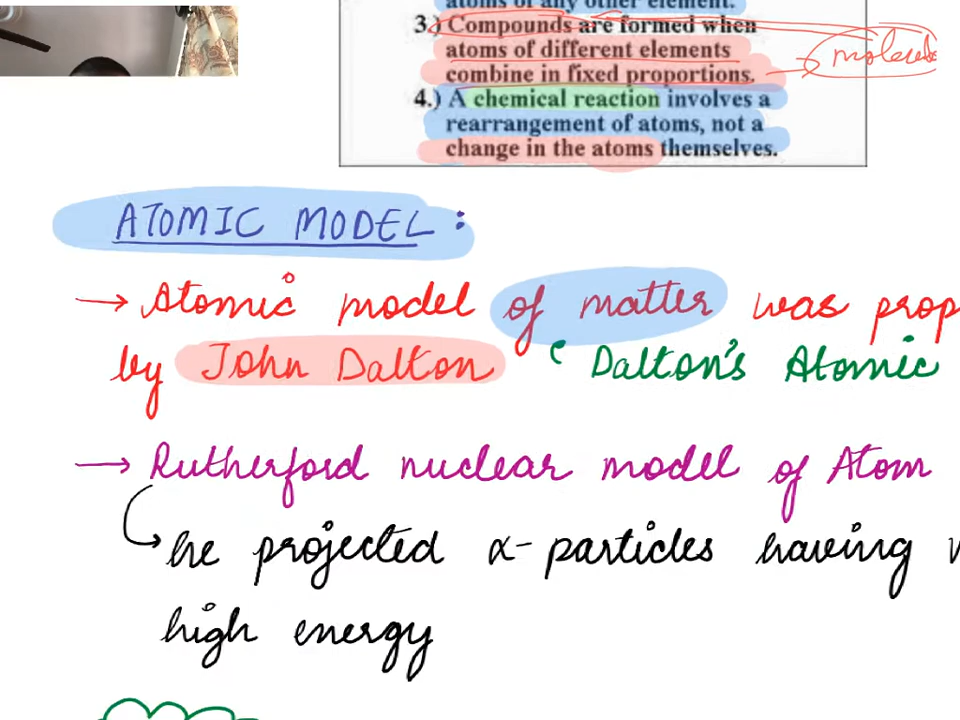 atoms of any other element.
3.) Compounds are formed when
atoms of different elements
combine in fixed proportions.
4.) A chemical reaction involves a
rearrangement of atoms, not a
change in the atoms themselves.
ATOMIC MODEL :
→ Atomic model of matter was
by John Dalton ( Dalton's Atomic
→ Rutherford nuclear model of Atom
↳ he projected α-particles having
high energy